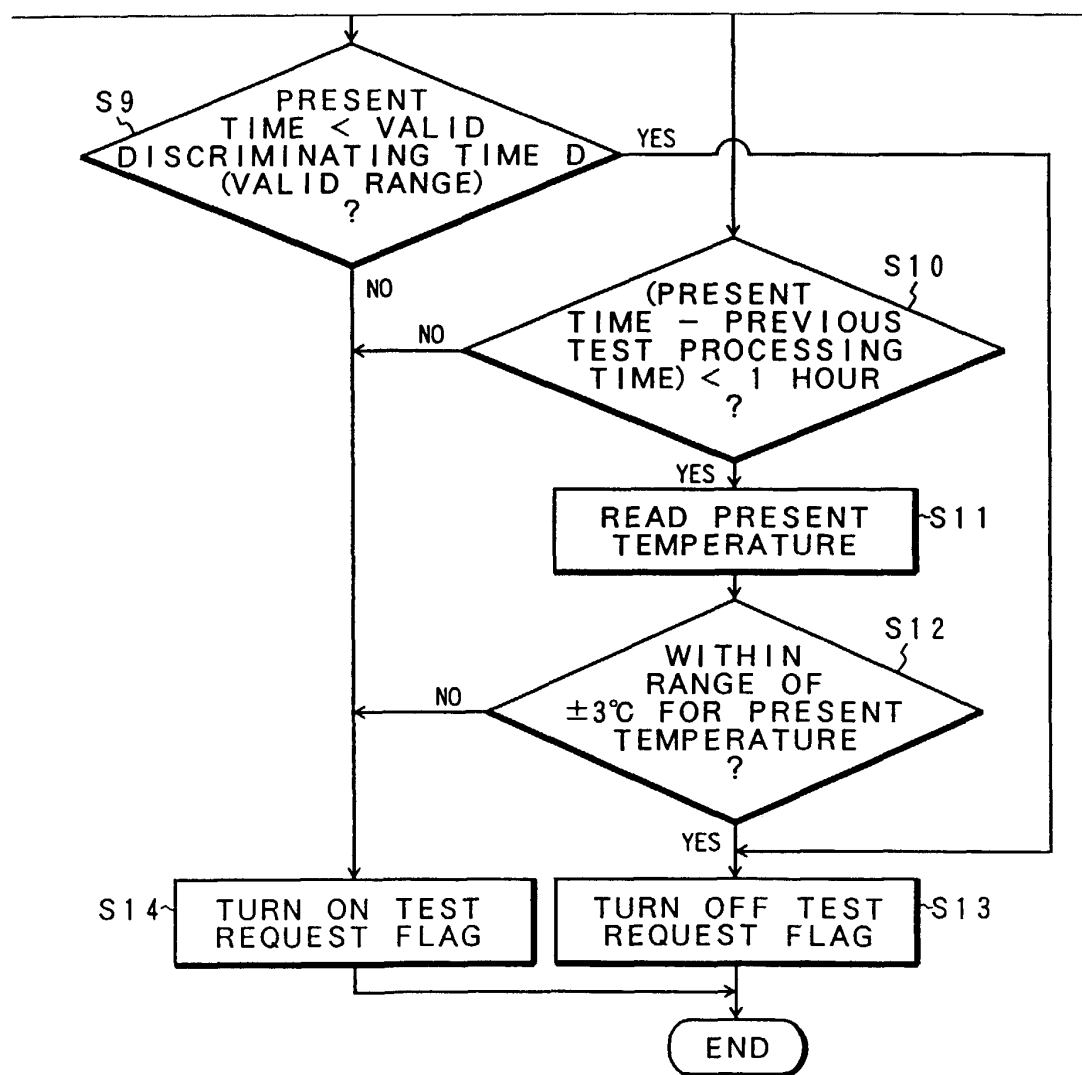 S9
PRESENT
TIME < VALID
DISCRIMINATING TIME D
(VALID RANGE)
?
YES
NO
S10
(PRESENT
TIME – PREVIOUS
TEST PROCESSING
TIME) < 1 HOUR
?
NO
YES
READ PRESENT
TEMPERATURE
S11
S12
WITHIN
RANGE OF
±3℃ FOR PRESENT
TEMPERATURE
?
NO
YES
S14
TURN ON TEST
REQUEST FLAG
TURN OFF TEST
REQUEST FLAG
S13
END